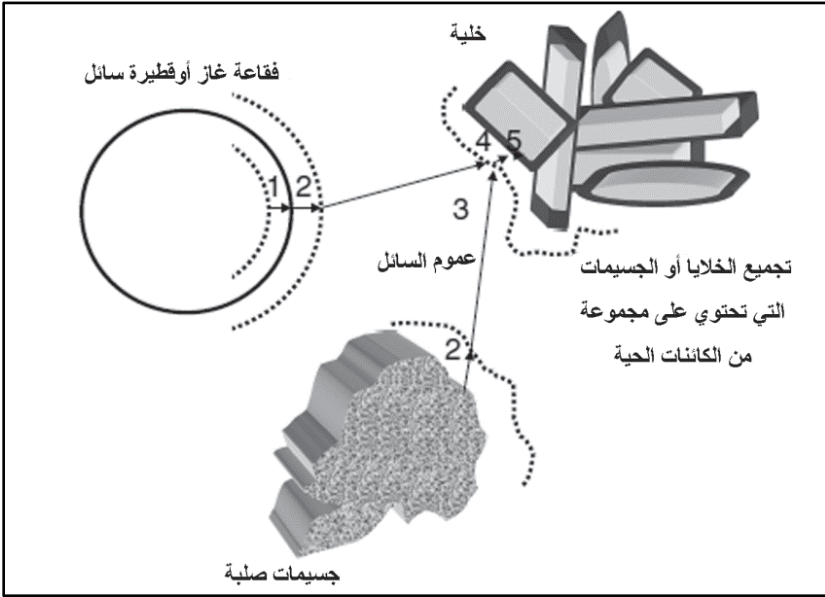 خلية
فقاعة غاز أوقطيرة سائل
4
5
1
2
3
عموم السائل
تجميع الخلايا أو الجسيمات
التي تحتوي على مجموعة
من الكائنات الحية
2
جسيمات صلبة